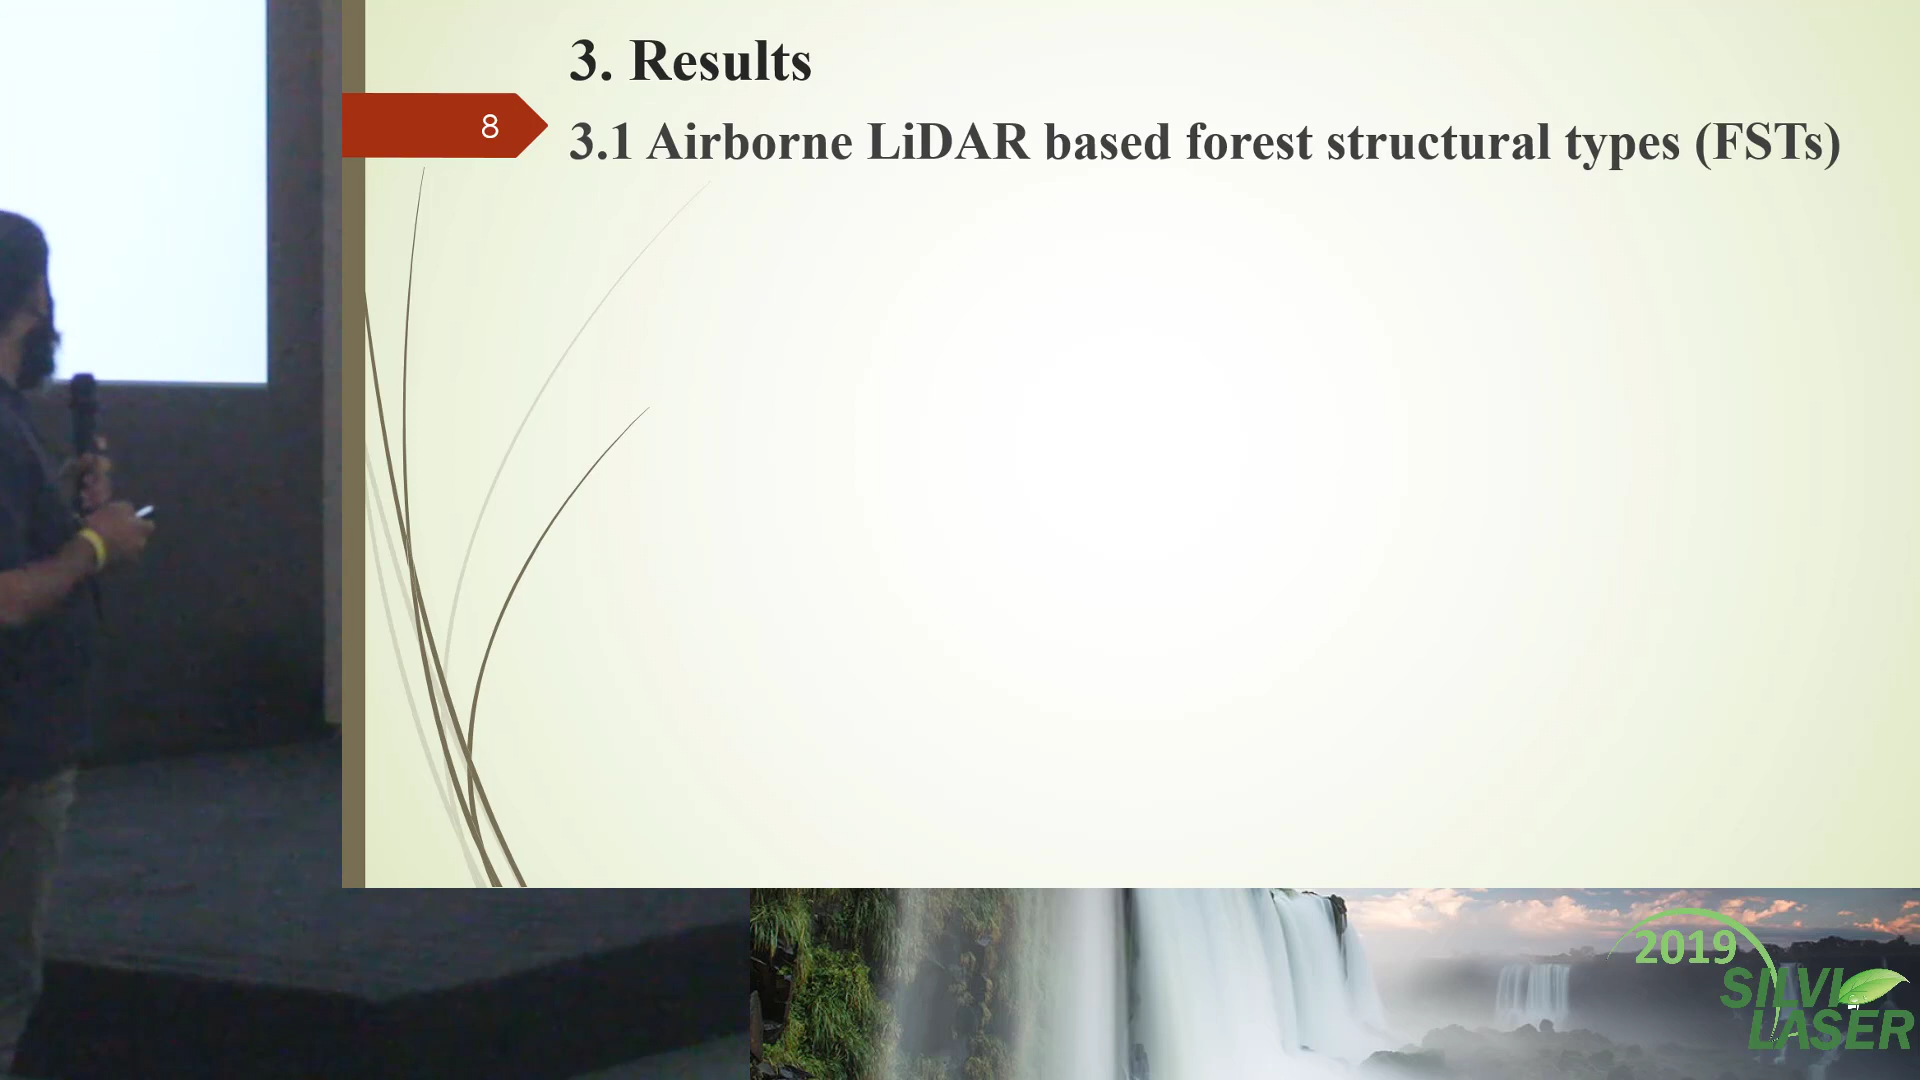 3. Results
8
3.1 Airborne LiDAR based forest structural types (FSTs)
2019
SILVI
LASER